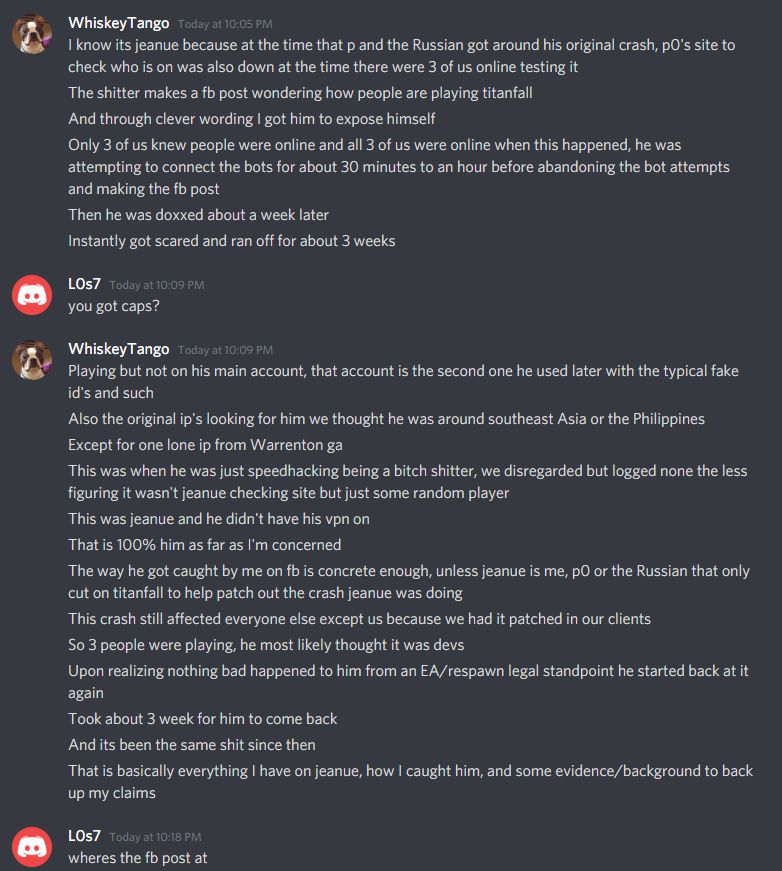 WhiskeyTango Today at 10:05 PM
I know its jeanue because at the time that p and the Russian got around his original crash, p0's site to
check who is on was also down at the time there were 3 of us online testing it
The shitter makes a fb post wondering how people are playing titanfall
And through clever wording I got him to expose himself
Only 3 of us knew people were online and all 3 of us were online when this happened, he was
attempting to connect the bots for about 30 minutes to an hour before abandoning the bot attempts
and making the fb post
Then he was doxxed about a week later
Instantly got scared and ran off for about 3 weeks
L0s7 Today at 10:09 PM
you got caps?
WhiskeyTango Today at 10:09 PM
Playing but not on his main account, that account is the second one he used later with the typical fake
id's and such
Also the original ip's looking for him we thought he was around southeast Asia or the Philippines
Except for one lone ip from Warrenton ga
This was when he was just speedhacking being a bitch shitter, we disregarded but logged none the less
figuring it wasn't jeanue checking site but just some random player
This was jeanue and he didn't have his vpn on
That is 100% him as far as I'm concerned
The way he got caught by me on fb is concrete enough, unless jeanue is me, p0 or the Russian that only
cut on titanfall to help patch out the crash jeanue was doing
This crash still affected everyone else except us because we had it patched in our clients
So 3 people were playing, he most likely thought it was devs
Upon realizing nothing bad happened to him from an EA/respawn legal standpoint he started back at it
again
Took about 3 week for him to come back
And its been the same shit since then
That is basically everything I have on jeanue, how I caught him, and some evidence/background to back
up my claims
L0s7 Today at 10:18 PM
wheres the fb post at